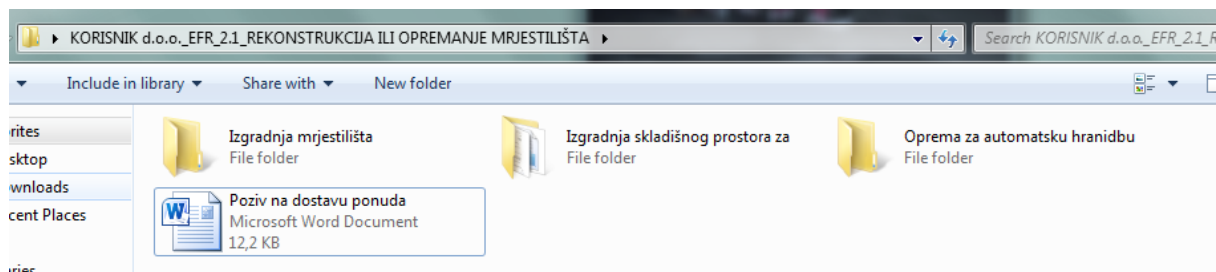 KORISNIK d.o.o._EFR_2.1_REKONSTRUKCIJA ILI OPREMANJE MRJESTILIŠTA
Search KORISNIK d.o.o._EFR_2.1_R
Include in library
Share with
New folder
rites
sktop
wnloads
cent Places
aries
Izgradnja mrjestilišta
File folder
Izgradnja skladišnog prostora za
File folder
Oprema za automatsku hranidbu
File folder
Poziv na dostavu ponuda
Microsoft Word Document
12,2 KB